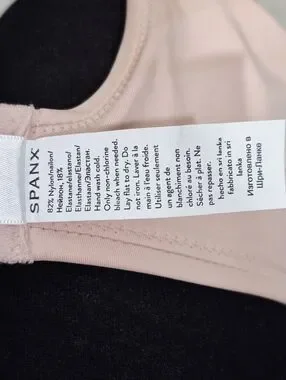 SPANX®
82% Nylon/nailon/
Нейлон, 18%
Elastane/elastano/
Elasthanne/Elastan/
Elastan/Эластан.
Hand wash cold.
Only non-chlorine
bleach when needed.
Lay flat to dry. Do
not iron. Laver à la
main à l'eau froide.
Utiliser seulement
un agent de
blanchiment non
chloré au besoin.
Sécher à plat. Ne
pas repasser.
hecho en sri lanka
fabbricato in sri
lanka
Изготовлено в
Шри-Ланке